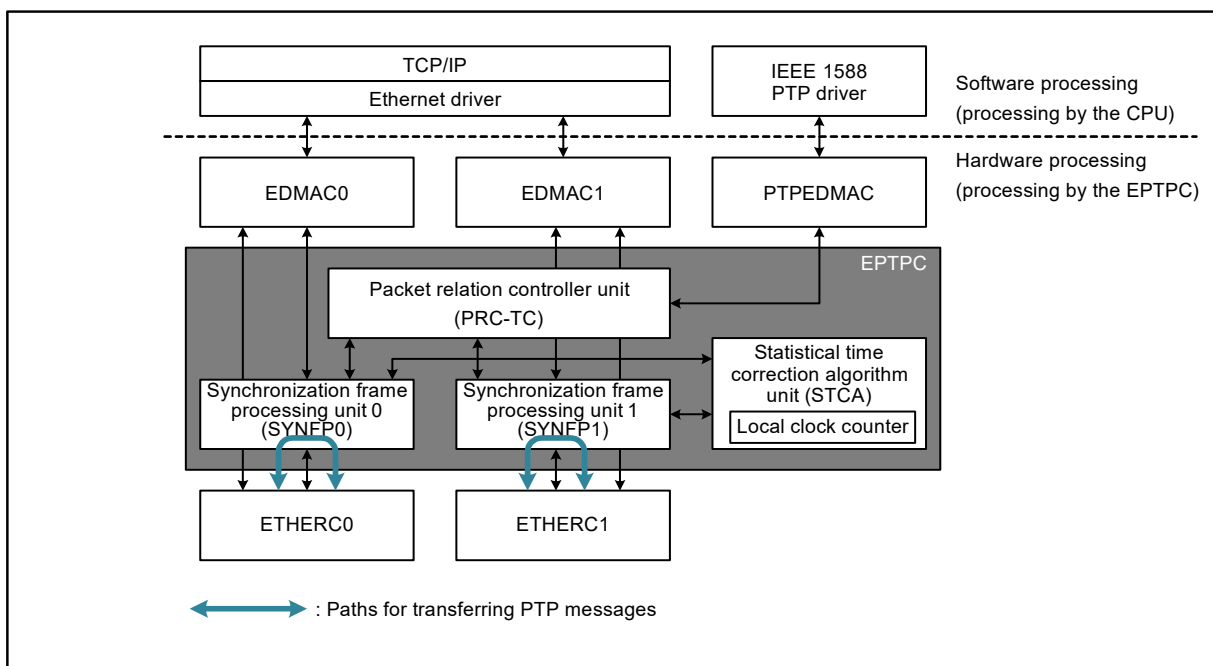 TCP/IP
Ethernet driver
IEEE 1588
PTP driver
Software processing
(processing by the CPU)
Hardware processing
(processing by the EPTPC)
EDMAC0
EDMAC1
PTPEDMAC
EPTPC
Packet relation controller unit
(PRC-TC)
Synchronization frame
processing unit 0
(SYNFP0)
Synchronization frame
processing unit 1
(SYNFP1)
Statistical time
correction algorithm
unit (STCA)
Local clock counter
ETHERC0
ETHERC1
: Paths for transferring PTP messages